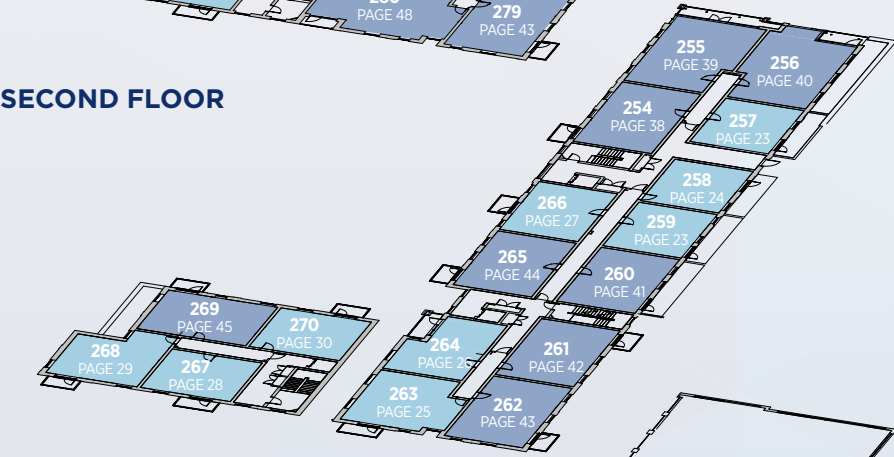 PAGE 48
279
PAGE 43
SECOND FLOOR
255
PAGE 39
256
PAGE 40
254
PAGE 38
257
PAGE 23
258
PAGE 24
266
PAGE 27
259
PAGE 23
265
PAGE 44
260
PAGE 41
269
PAGE 45
270
PAGE 30
268
PAGE 29
267
PAGE 28
264
PAGE 26
261
PAGE 42
263
PAGE 25
262
PAGE 43